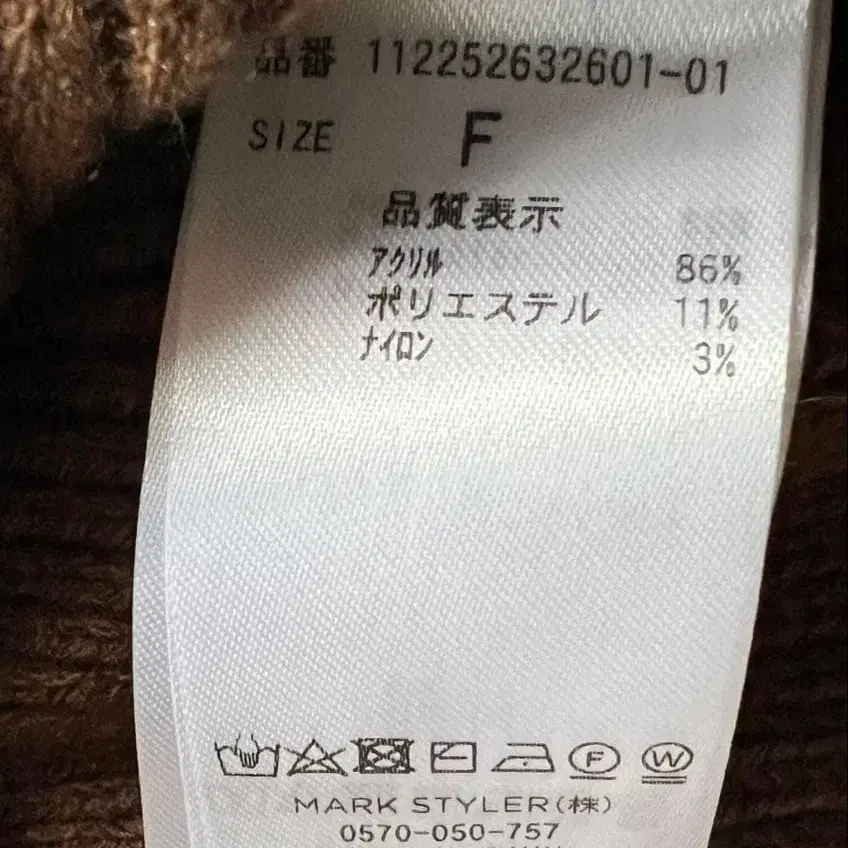 品番 112252632601-01
SIZE F
品質表示
アクリル 86%
ポリエステル 11%
ナイロン 3%
F W
MARK STYLER(株)
0570-050-757